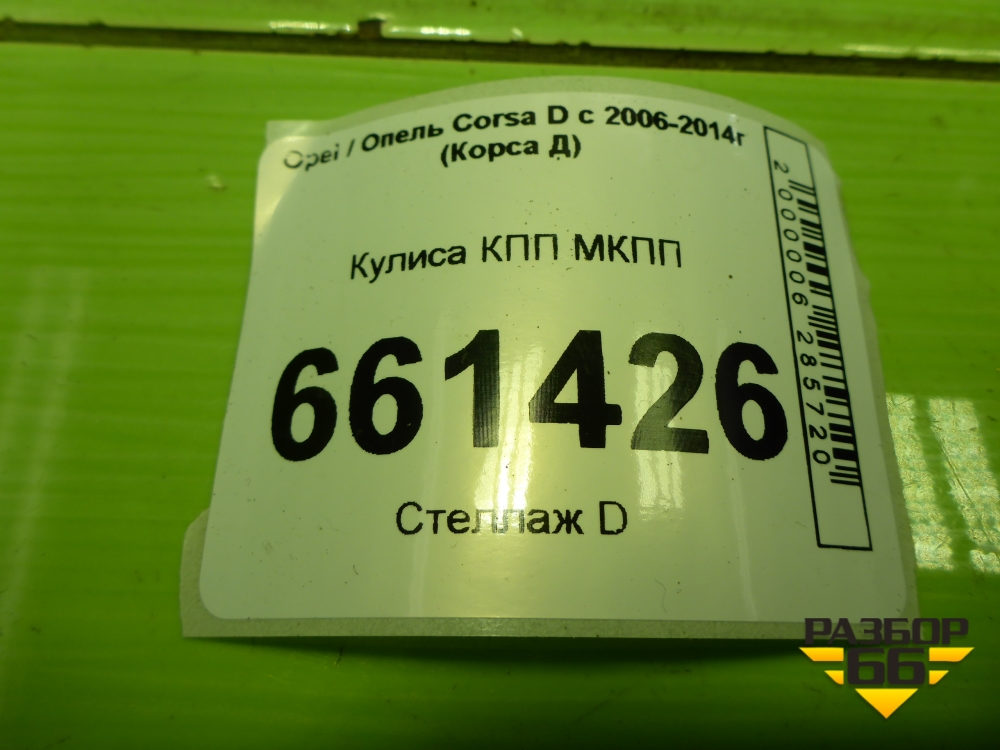 Opel / Опель Corsa D с 2006-2014г
(Корса Д)
Кулиса КПП МКПП
661426
Стеллаж D
2000006285720
РАЗБОР
66